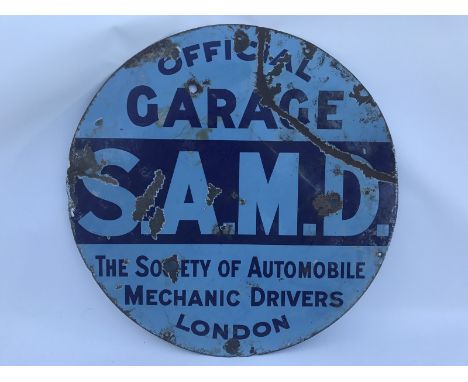 OFFICIAL
GARAGE
S.A.M.D.
THE SOCIETY OF AUTOMOBILE
MECHANIC DRIVERS
LONDON